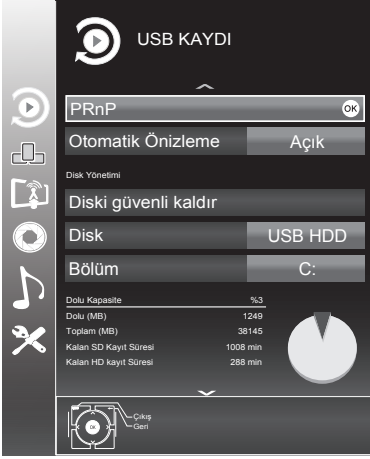 USB KAYDI
PRnP OK
Otomatik Önizleme Açık
Disk Yönetimi
Diski güvenli kaldır
Disk USB HDD
Bölüm C:
Dolu Kapasite %3
Dolu (MB) 1249
Toplam (MB) 38145
Kalan SD Kayıt Süresi 1008 min
Kalan HD kayıt Süresi 288 min
Çıkış
Geri
OK